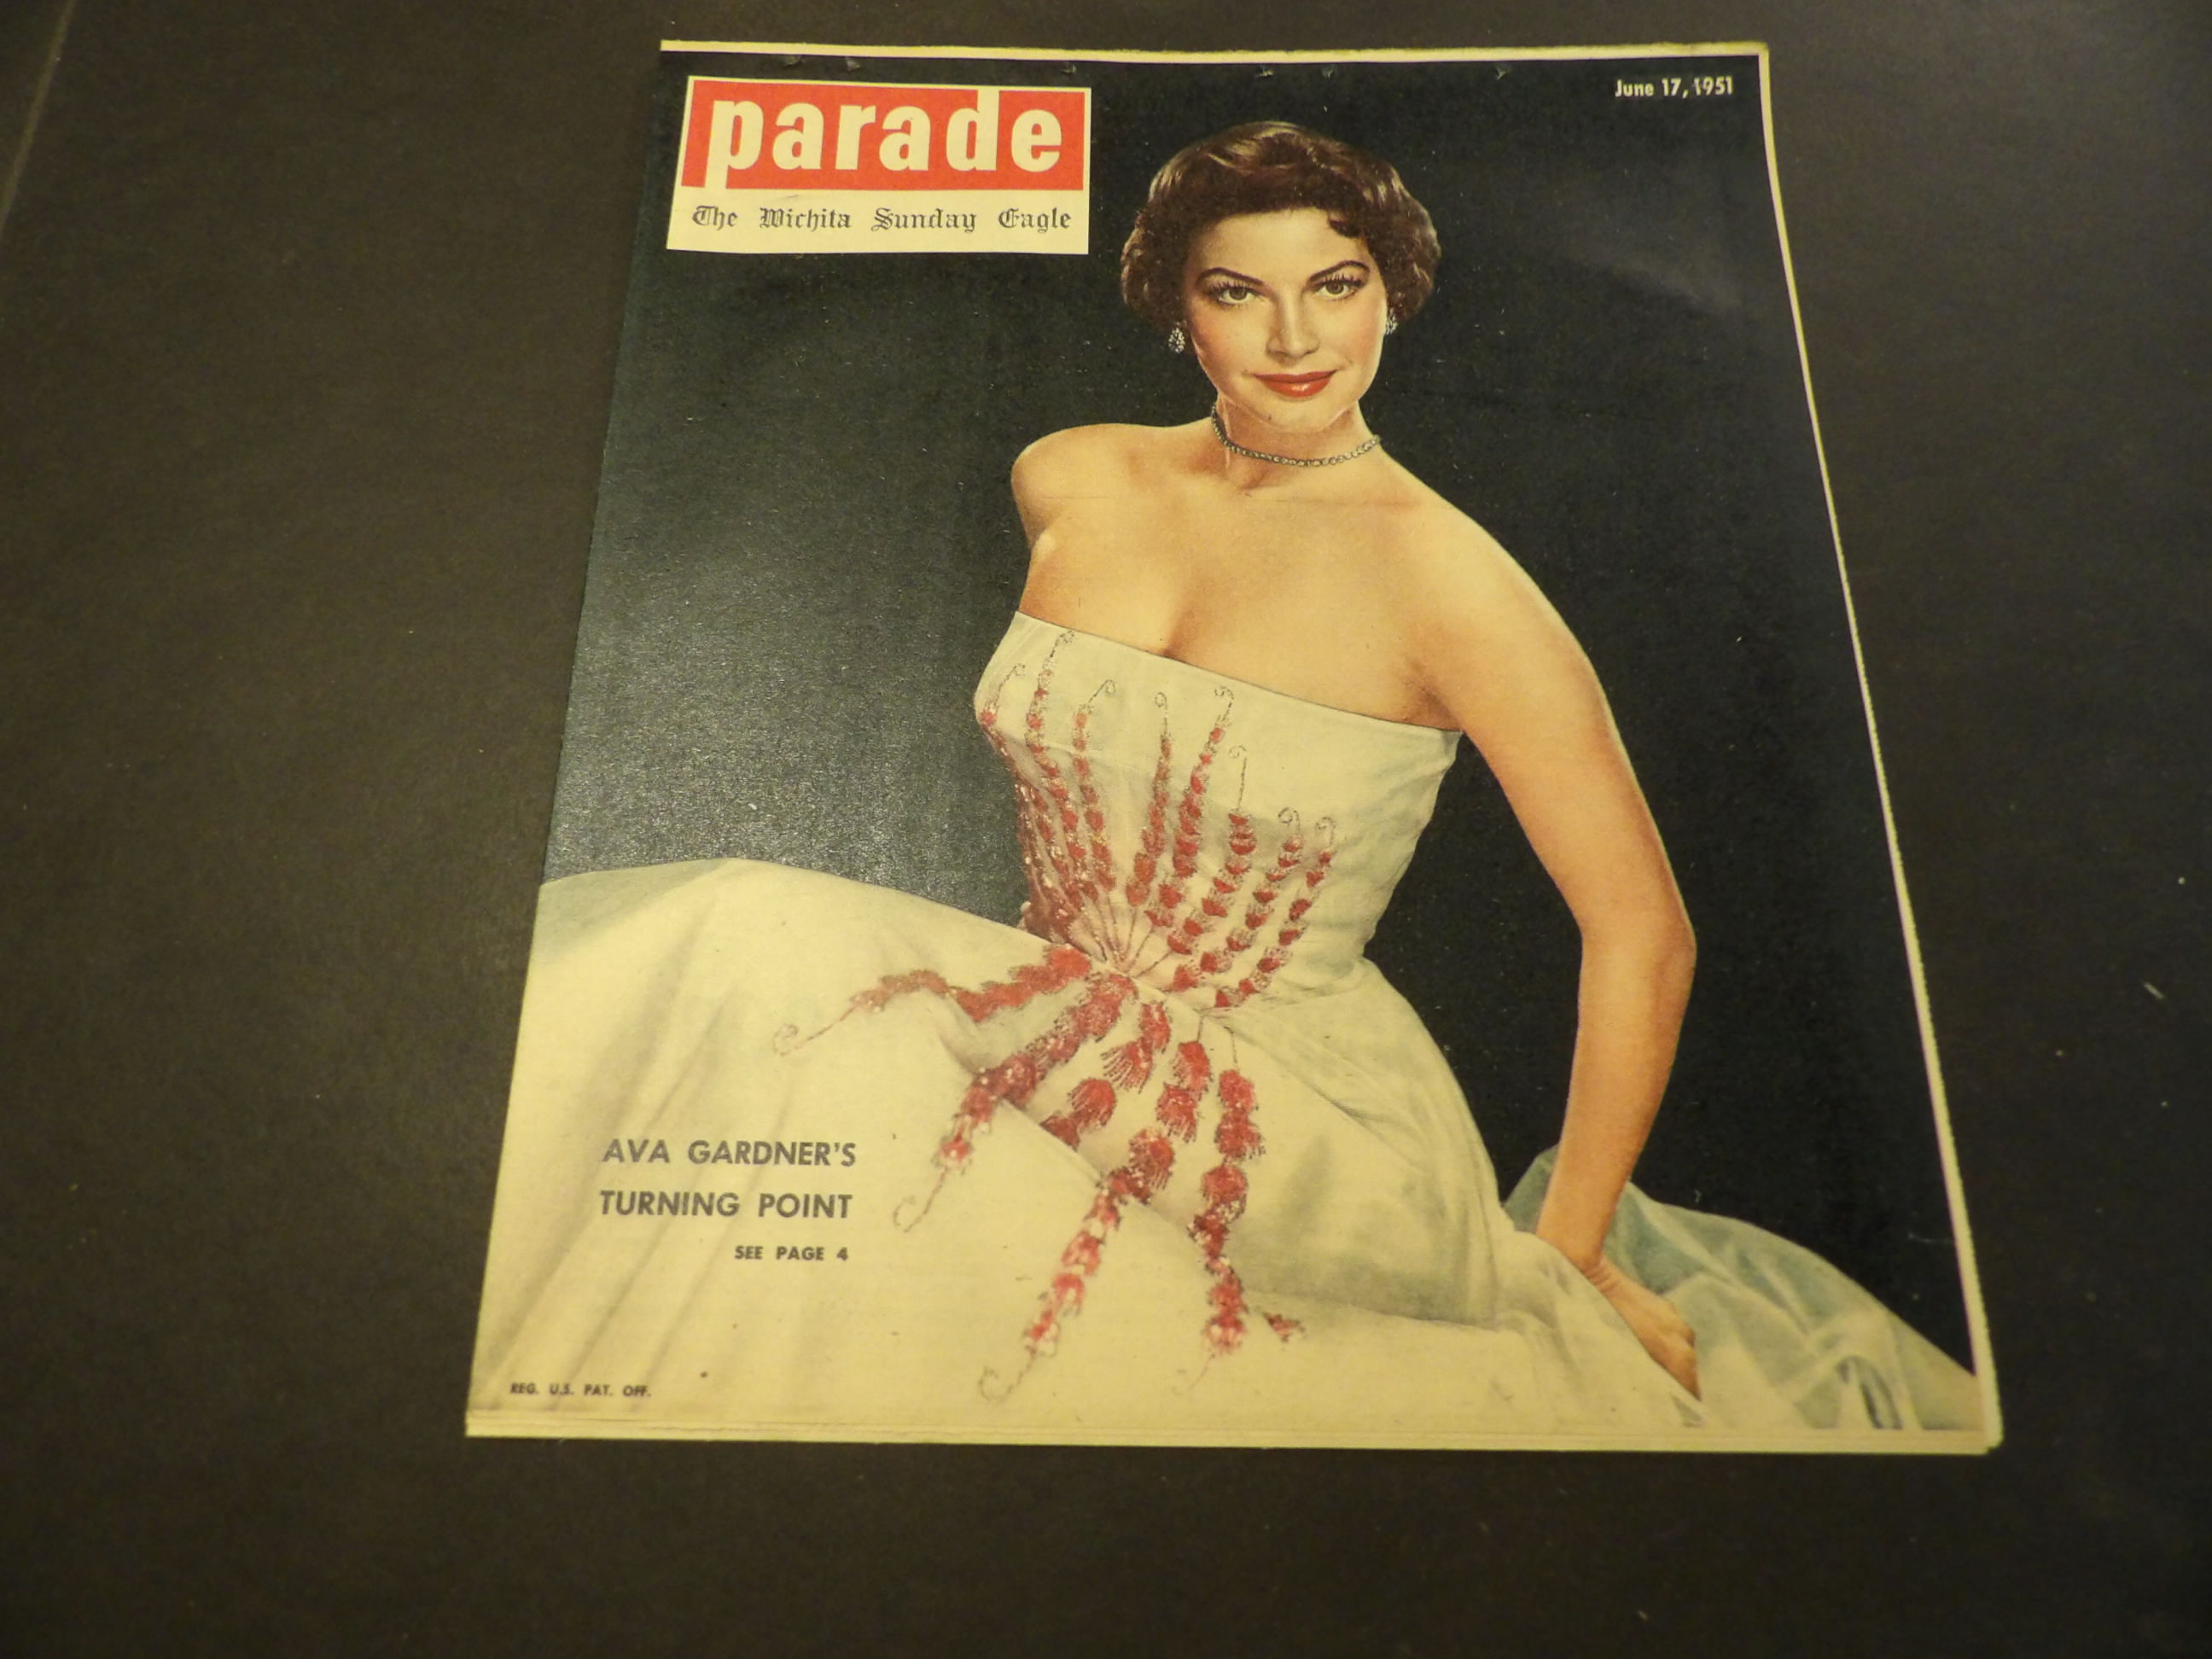 parade
The Wichita Sunday Eagle
June 17, 1951
AVA GARDNER'S
TURNING POINT
SEE PAGE 4
REG. U.S. PAT. OFF.